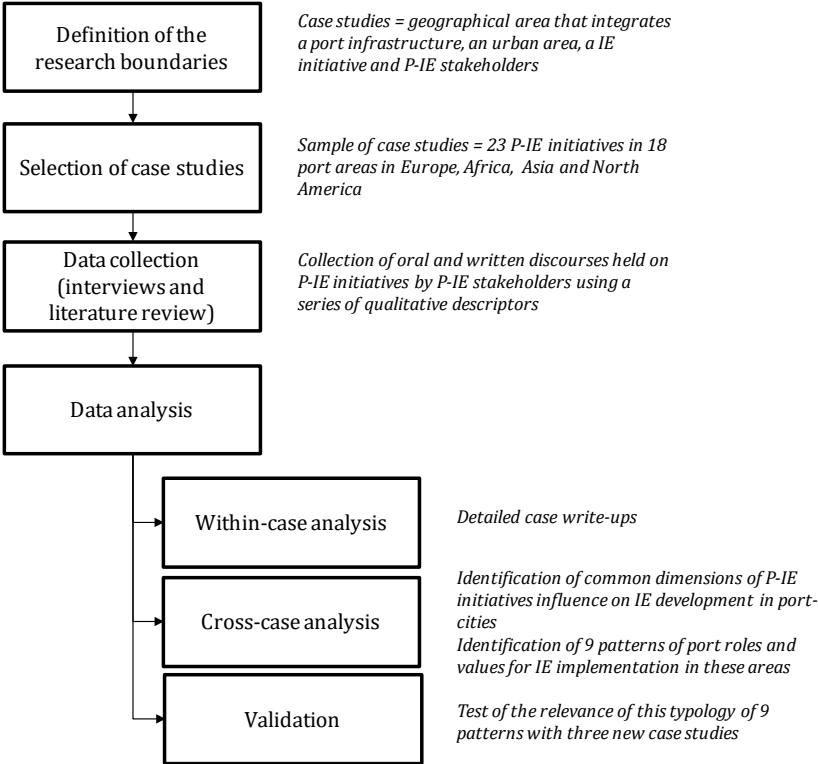 Definition of the
research boundaries
Case studies = geographical area that integrates
a port infrastructure, an urban area, a IE
initiative and P-IE stakeholders
Selection of case studies
Sample of case studies = 23 P-IE initiatives in 18
port areas in Europe, Africa, Asia and North
America
Data collection
(interviews and
literature review)
Collection of oral and written discourses held on
P-IE initiatives by P-IE stakeholders using a
series of qualitative descriptors
Data analysis
Within-case analysis
Detailed case write-ups
Cross-case analysis
Identification of common dimensions of P-IE
initiatives influence on IE development in port-
cities
Identification of 9 patterns of port roles and
values for IE implementation in these areas
Validation
Test of the relevance of this typology of 9
patterns with three new case studies